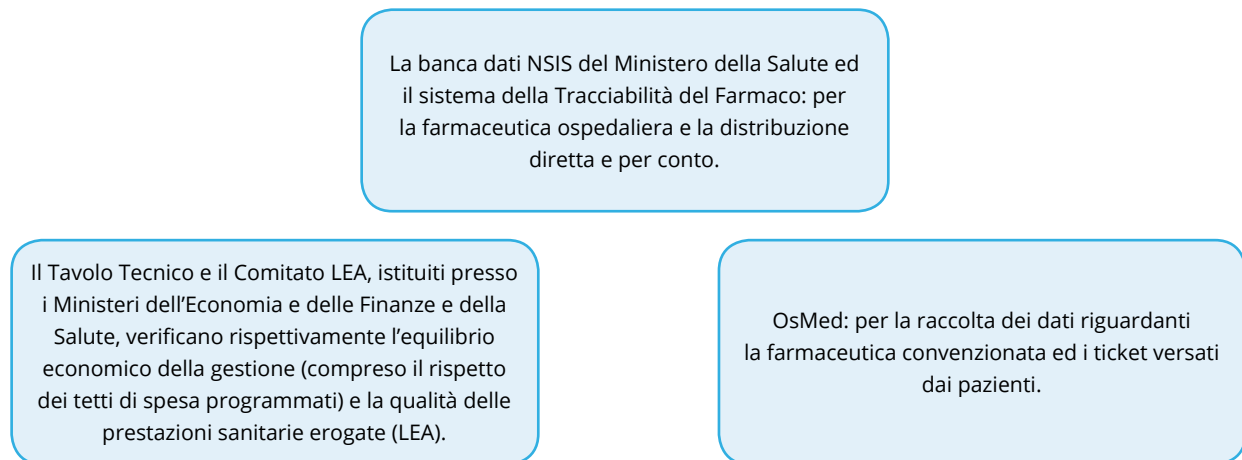 La banca dati NSIS del Ministero della Salute ed
il sistema della Tracciabilità del Farmaco: per
la farmaceutica ospedaliera e la distribuzione
diretta e per conto.
Il Tavolo Tecnico e il Comitato LEA, istituiti presso
i Ministeri dell’Economia e delle Finanze e della
Salute, verificano rispettivamente l’equilibrio
economico della gestione (compreso il rispetto
dei tetti di spesa programmati) e la qualità delle
prestazioni sanitarie erogate (LEA).
OsMed: per la raccolta dei dati riguardanti
la farmaceutica convenzionata ed i ticket versati
dai pazienti.